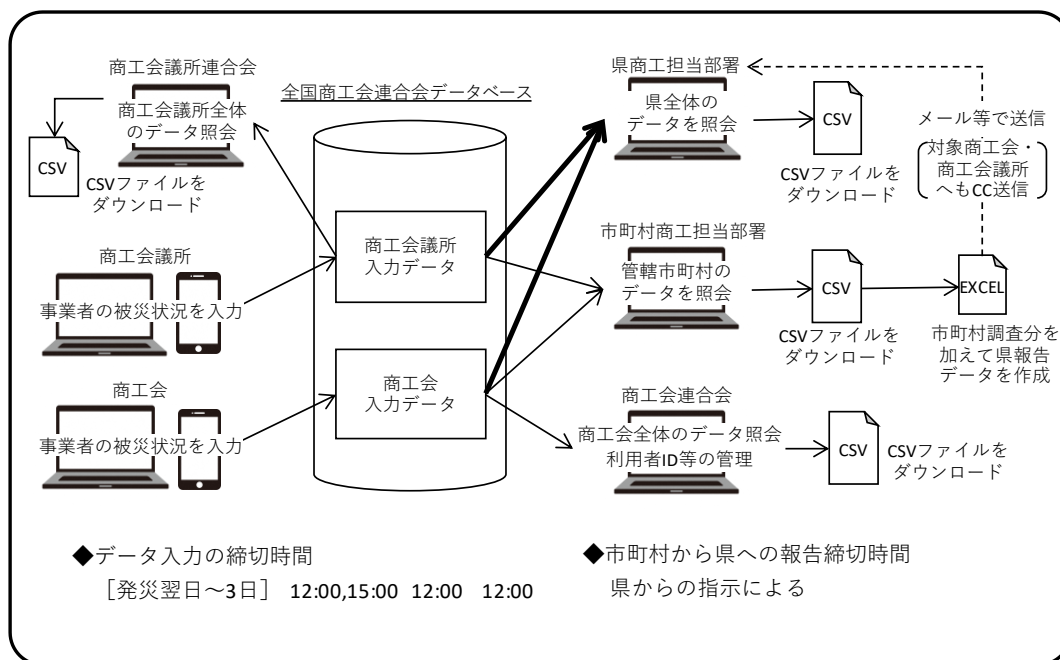 商工会議所連合会
商工会議所全体
のデータ照会
CSV
CSVファイルを
ダウンロード
全国商工会連合会データベース
商工会議所
入力データ
商工会
入力データ
商工会議所
事業者の被災状況を入力
商工会
事業者の被災状況を入力
県商工担当部署
県全体の
データを照会
CSV
CSVファイルを
ダウンロード
メール等で送信
対象商工会・
商工会議所
へもCC送信
市町村商工担当部署
管轄市町村の
データを照会
CSV
CSVファイルを
ダウンロード
EXCEL
市町村調査分を
加えて県報告
データを作成
商工会連合会
商工会全体のデータ照会
利用者ID等の管理
CSV
CSVファイルを
ダウンロード
◆データ入力の締切時間
［発災翌日～3日］ 12:00,15:00 12:00 12:00
◆市町村から県への報告締切時間
県からの指示による